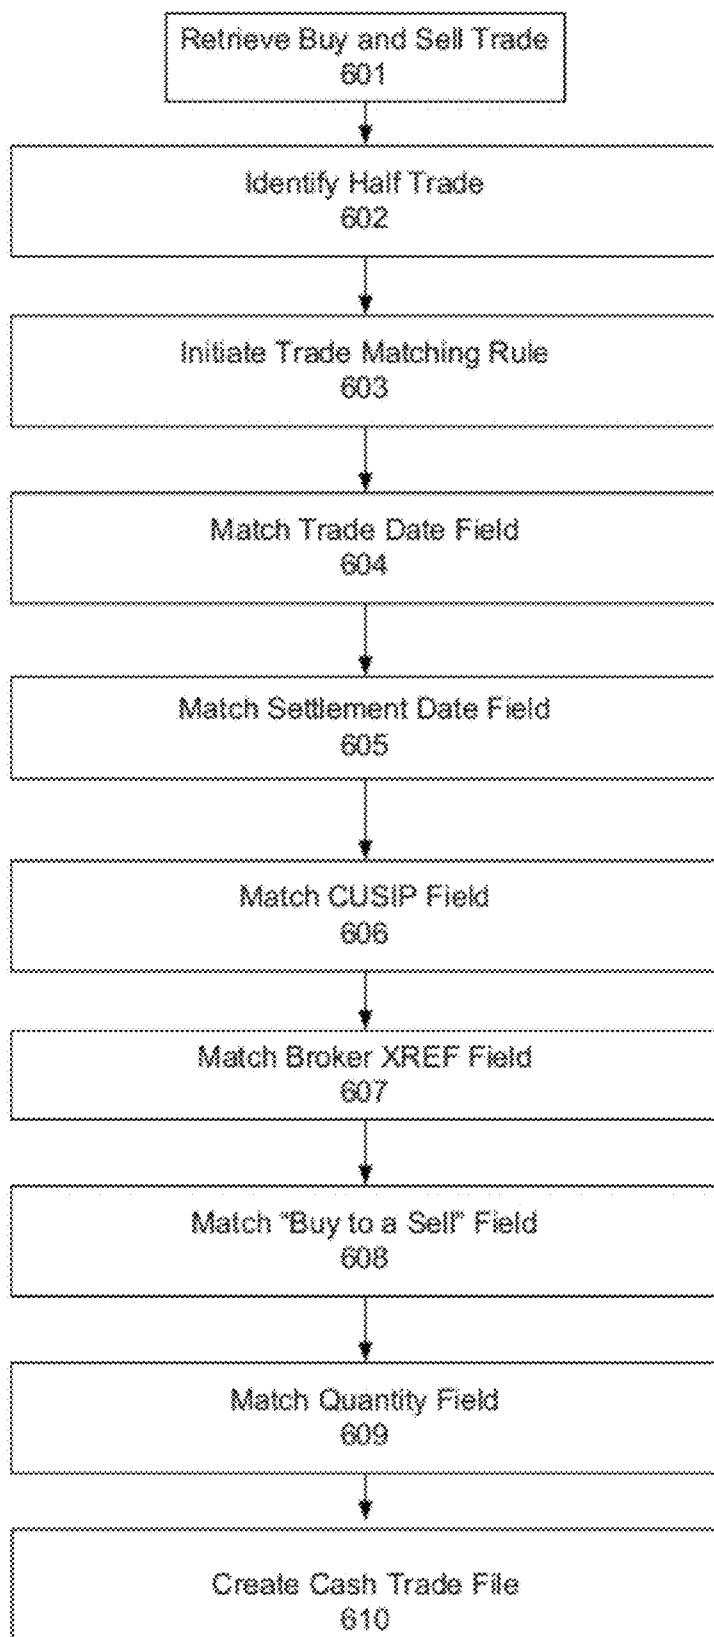 Retrieve Buy and Sell Trade
601
Identify Half Trade
602
Initiate Trade Matching Rule
603
Match Trade Date Field
604
Match Settlement Date Field
605
Match CUSIP Field
606
Match Broker XREF Field
607
Match "Buy to a Sell" Field
608
Match Quantity Field
609
Create Cash Trade File
610